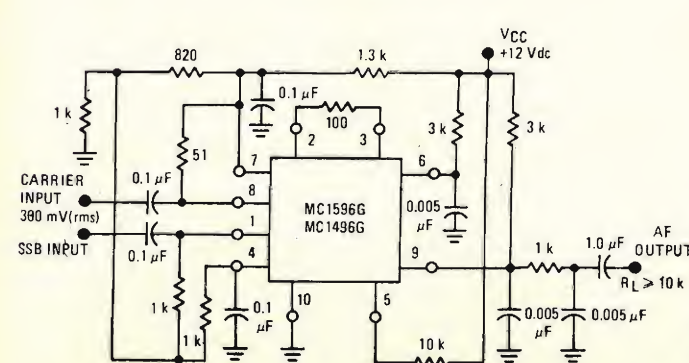 VCC
+12 Vdc
820
1.3 k
1 k
0.1 µF
100
2
3
3 k
3 k
51
7
6
CARRIER
INPUT
300 mV(rms)
0.1 µF
8
MC1596G
MC1496G
0.005
µF
SSB INPUT
0.1 µF
1
4
9
1 k
1.0 µF
AF
OUTPUT
RL ≥ 10 k
1 k
1 k
0.1
µF
10
5
0.005
µF
0.005 µF
10 k